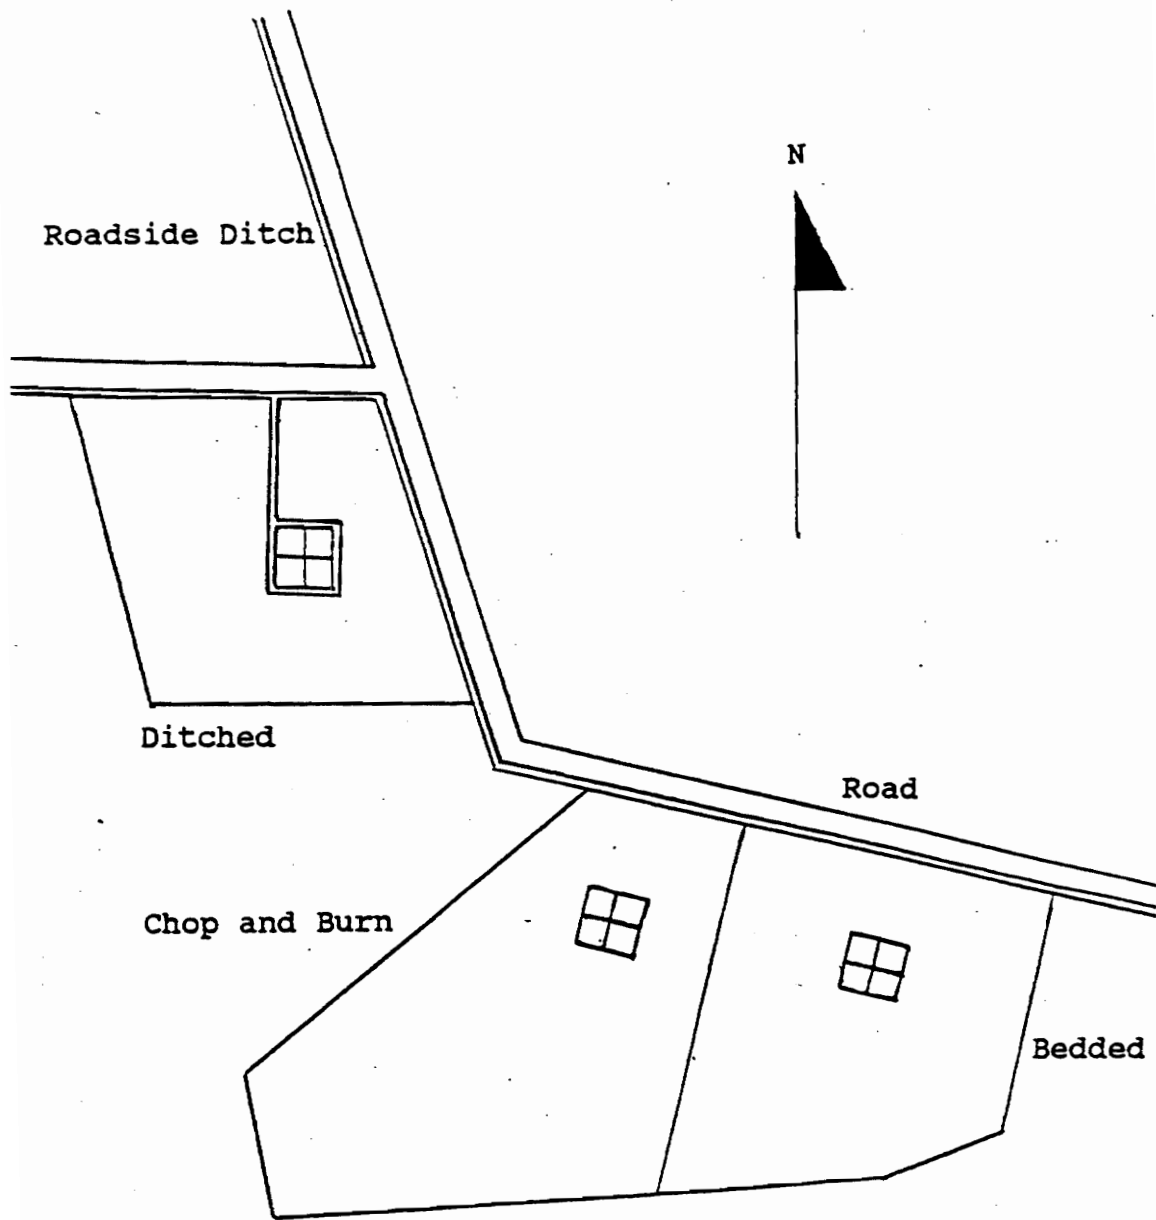 N
Roadside Ditch
Ditched
Road
Chop and Burn
Bedded